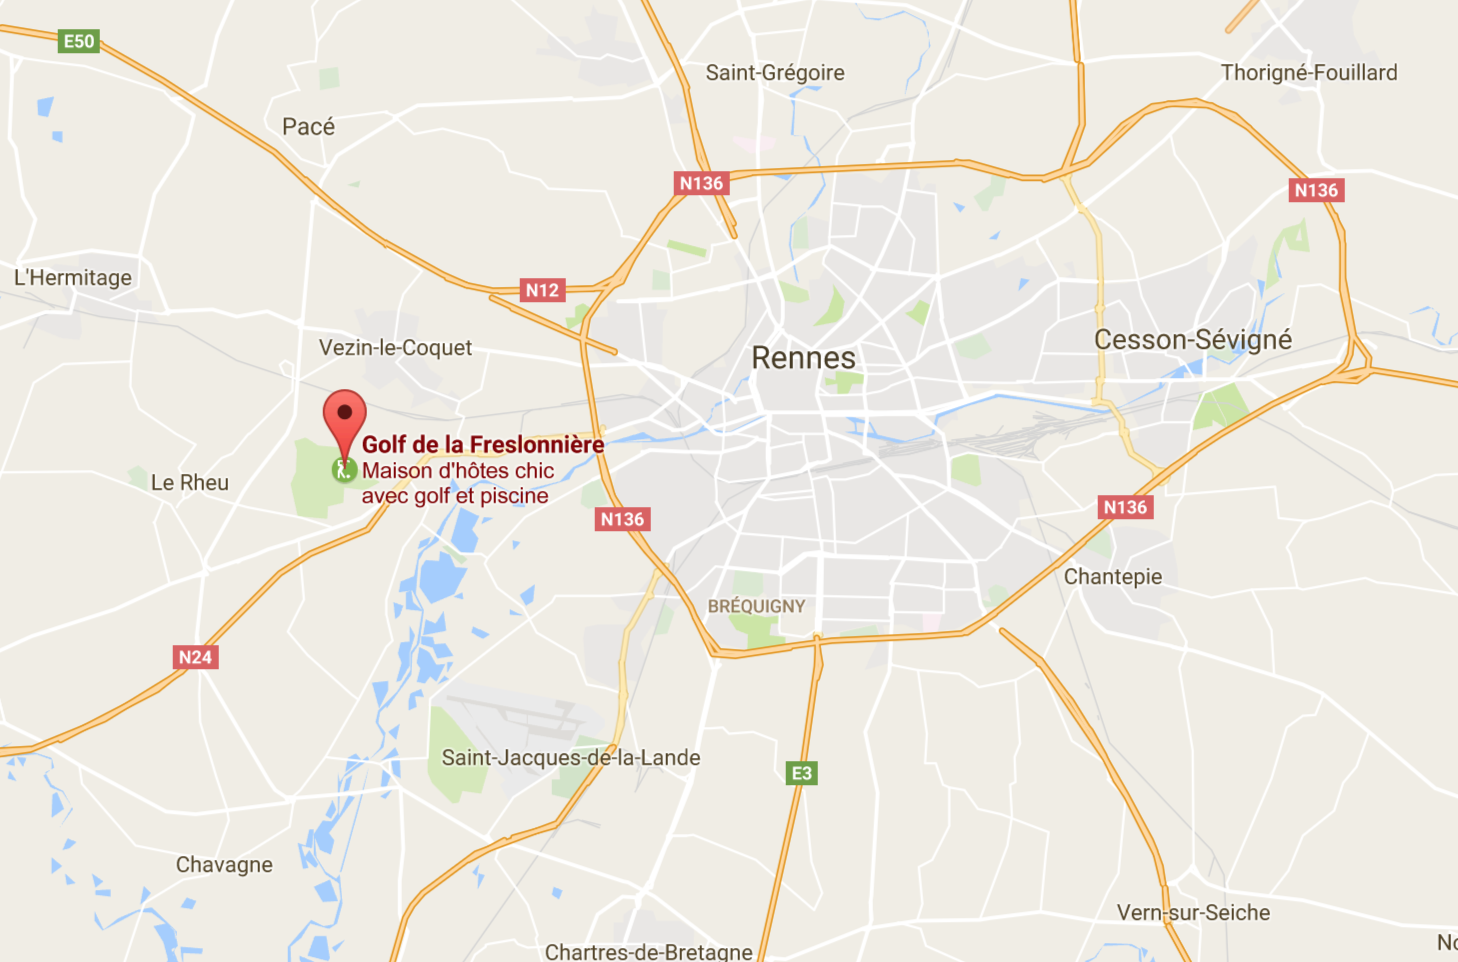 E50
Saint-Grégoire
Thorigné-Fouillard
Pacé
N136
N136
L'Hermitage
N12
Vezin-le-Coquet
Rennes
Cesson-Sévigné
Golf de la Freslonnière
Maison d'hôtes chic
avec golf et piscine
Le Rheu
N136
N136
Chantepie
BRÉQUIGNY
N24
Saint-Jacques-de-la-Lande
E3
Chavagne
Vern-sur-Seiche
Chartres-de-Bretagne